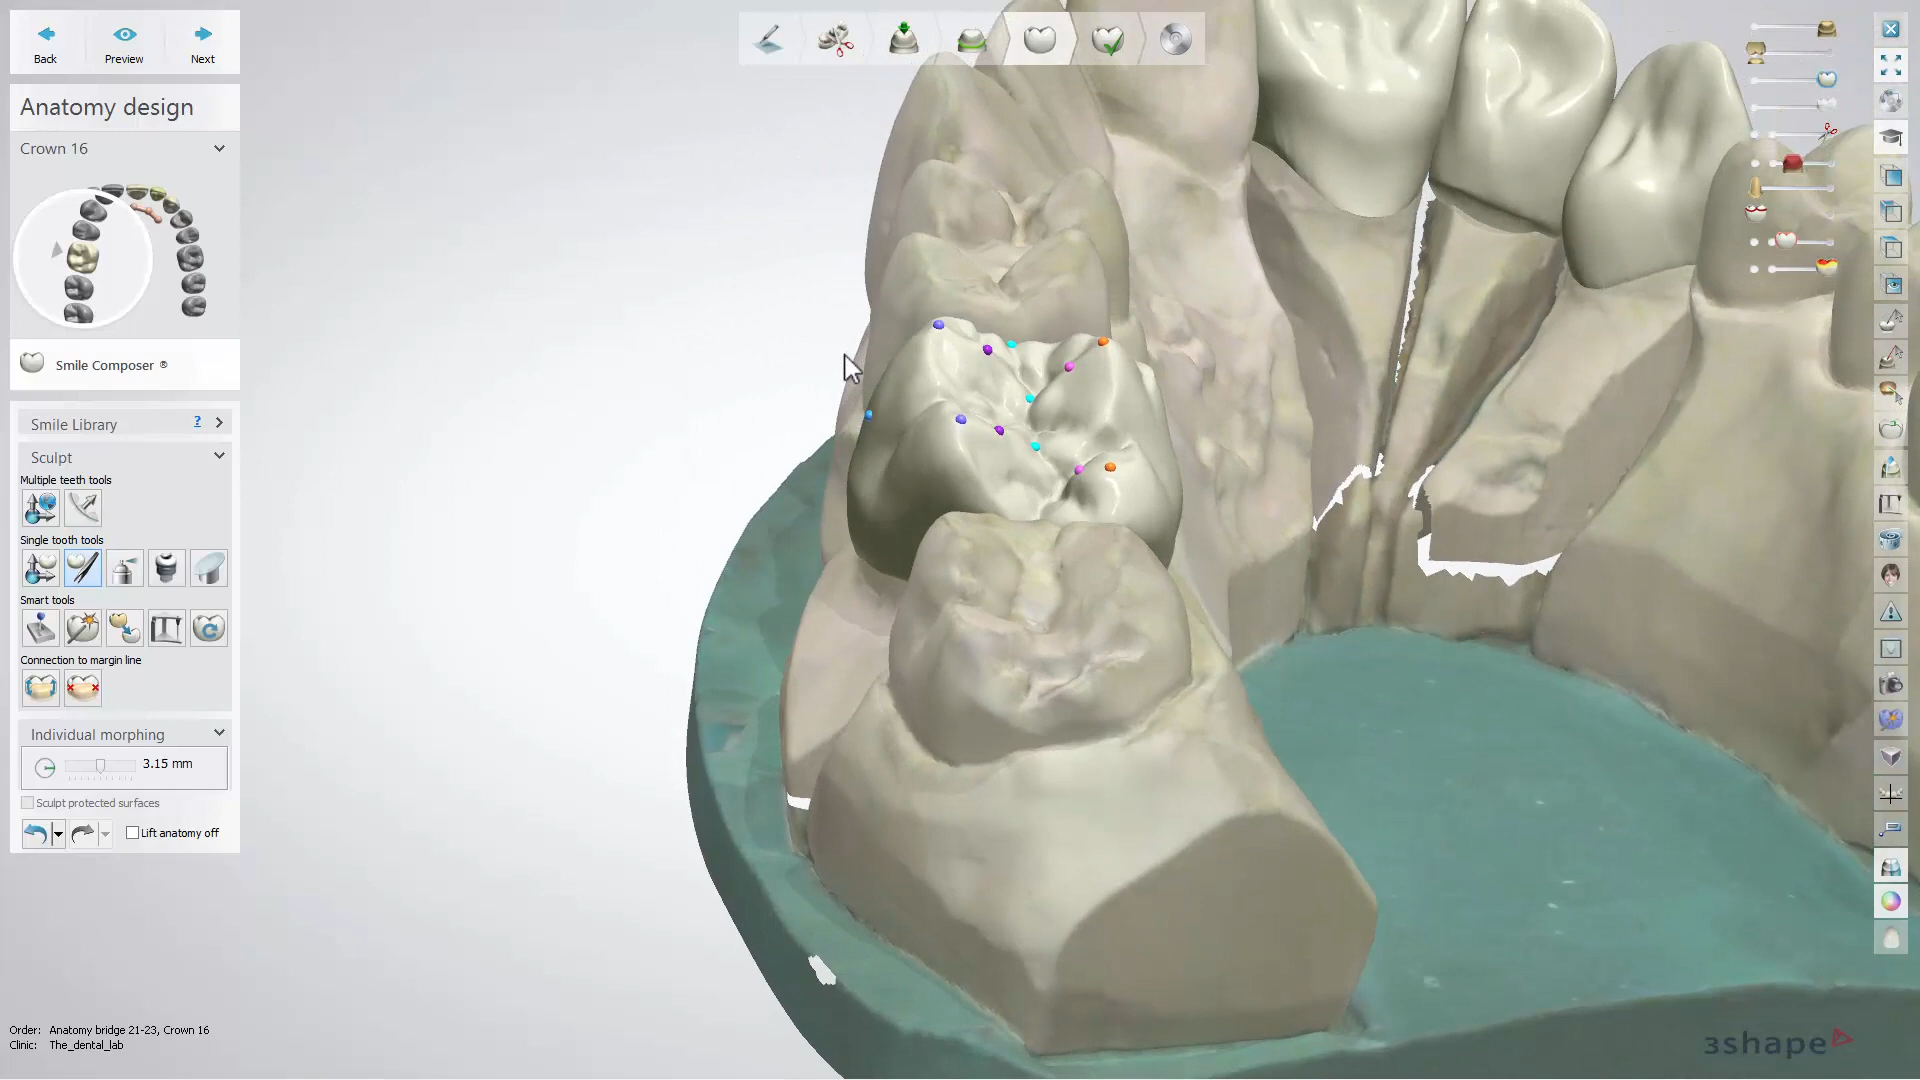 Back
Preview
Next
Anatomy design
Crown 16
Smile Composer ®
Smile Library ?
Sculpt
Multiple teeth tools
Single tooth tools
Smart tools
Connection to margin line
Individual morphing
3.15 mm
Sculpt protected surfaces
Lift anatomy off
Order: Anatomy bridge 21-23, Crown 16
Clinic: The_dental_lab
3shape